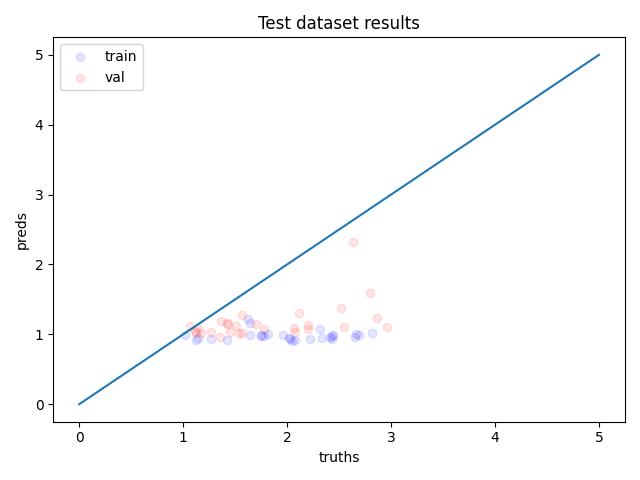 Test dataset results
train
val
preds
5
4
3
2
1
0
0 1 2 3 4 5
truths